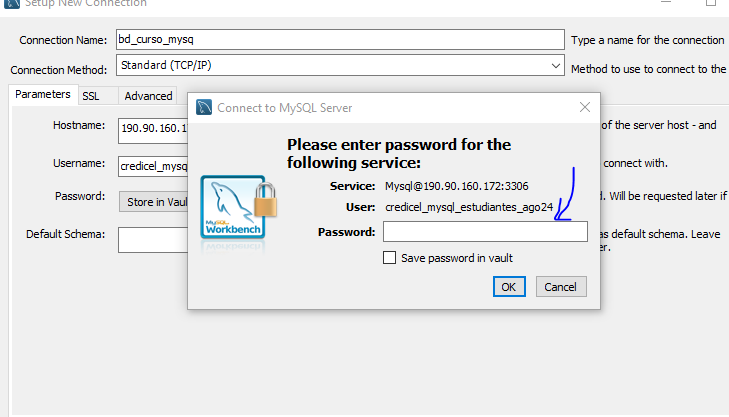 Setup New Connection
Connection Name: bd_curso_mysq Type a name for the connection
Connection Method: Standard (TCP/IP) Method to use to connect to the
Parameters SSL Advanced
Connect to MySQL Server
Hostname: 190.90.160.1 of the server host - and
Please enter password for the
following service:
Username: credicel_mysq connect with.
Service: Mysql@190.90.160.172:3306
Password: Store in Vaul . Will be requested later if
User: credicel_mysql_estudiantes_ago24
Password:
Default Schema: as default schema. Leave
er.
MySQL
Workbench
Save password in vault
OK Cancel